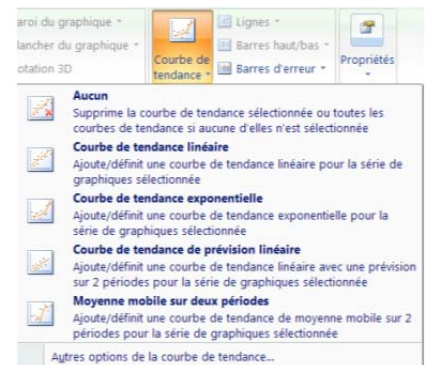 aroi du graphique
Lignes
lancher du graphique
Barres haut/bas
otation 3D
Courbe de
tendance
Barres d'erreur
Propriétés
Aucun
Supprime la courbe de tendance sélectionnée ou toutes les
courbes de tendance si aucune d'elles n'est sélectionnée
Courbe de tendance linéaire
Ajoute/définit une courbe de tendance linéaire pour la série de
graphiques sélectionnée
Courbe de tendance exponentielle
Ajoute/définit une courbe de tendance exponentielle pour la
série de graphiques sélectionnée
Courbe de tendance de prévision linéaire
Ajoute/définit une courbe de tendance linéaire avec une prévision
sur 2 périodes pour la série de graphiques sélectionnée
Moyenne mobile sur deux périodes
Ajoute/définit une courbe de tendance de moyenne mobile sur 2
périodes pour la série de graphiques sélectionnée
Autres options de la courbe de tendance...